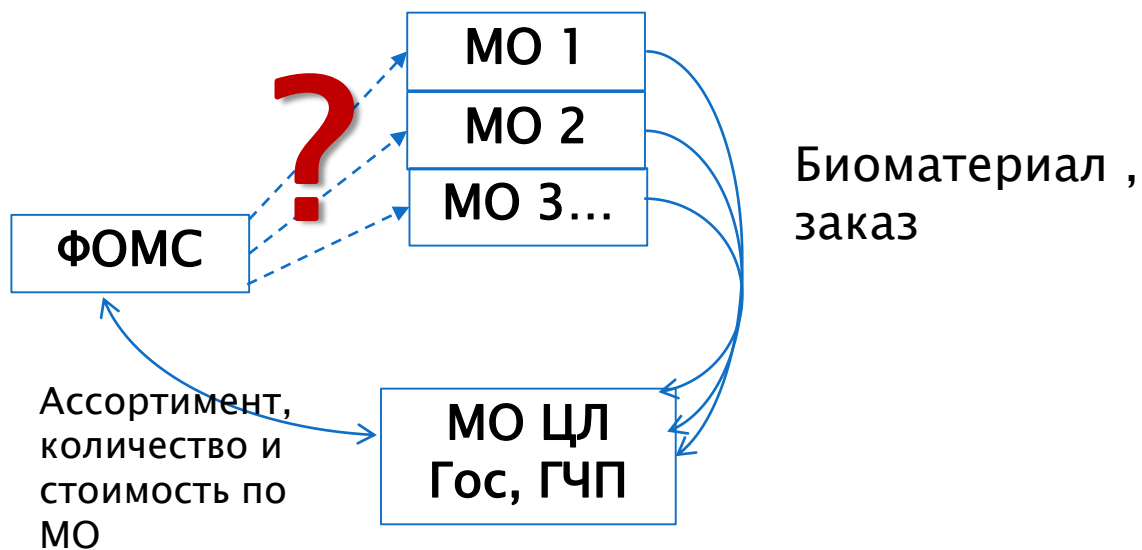 МО 1
?
МО 2
МО 3...
ФОМС
Биоматериал ,
заказ
Ассортимент,
количество и
стоимость по
МО
МО ЦЛ
Гос, ГЧП